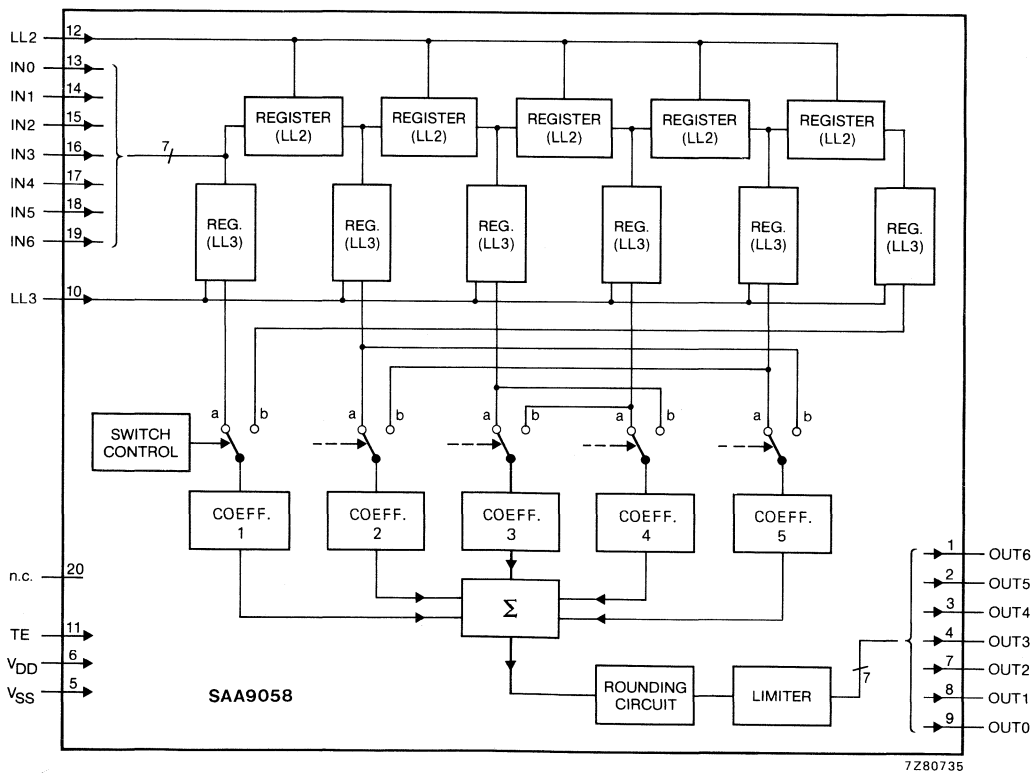 LL2 12
IN0 13
IN1 14
IN2 15
IN3 16
IN4 17
IN5 18
IN6 19
7
REGISTER
(LL2)
REGISTER
(LL2)
REGISTER
(LL2)
REGISTER
(LL2)
REGISTER
(LL2)
REG.
(LL3)
REG.
(LL3)
REG.
(LL3)
REG.
(LL3)
REG.
(LL3)
REG.
(LL3)
LL3 10
a b
a b
a b
a b
a b
SWITCH
CONTROL
COEFF.
1
COEFF.
2
COEFF.
3
COEFF.
4
COEFF.
5
Σ
n.c. 20
TE 11
VDD 6
VSS 5
SAA9058
ROUNDING
CIRCUIT
LIMITER
7
1 OUT6
2 OUT5
3 OUT4
4 OUT3
7 OUT2
8 OUT1
9 OUT0
7Z80735